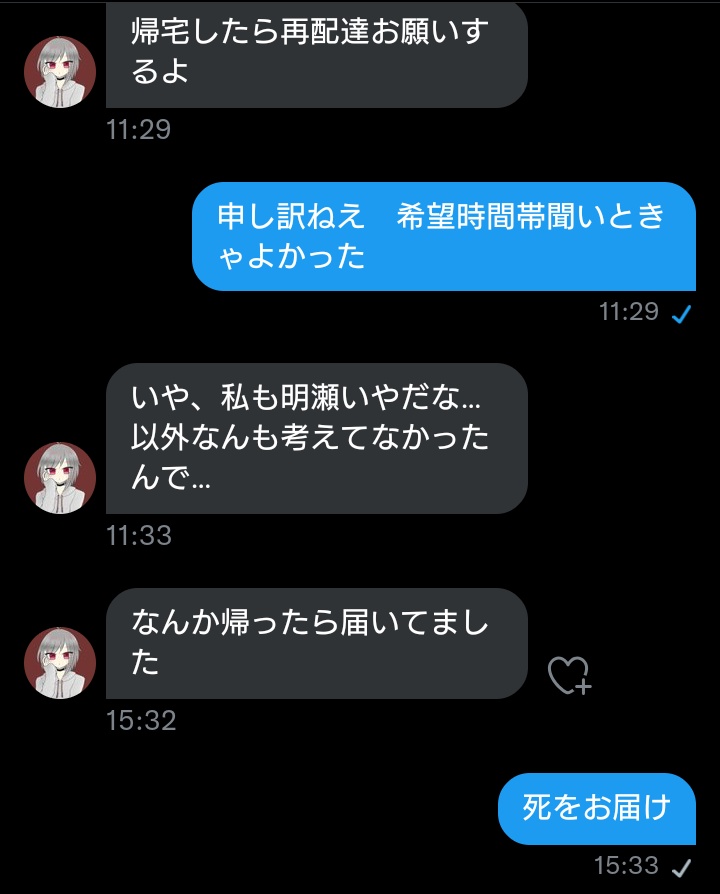 帰宅したら再配達お願いす
るよ
11:29
申し訳ねえ　希望時間帯聞いとき
ゃよかった
11:29
いや、私も明瀬いやだな...
以外なんも考えてなかった
んで...
11:33
なんか帰ったら届いてまし
た
15:32
死をお届け
15:33